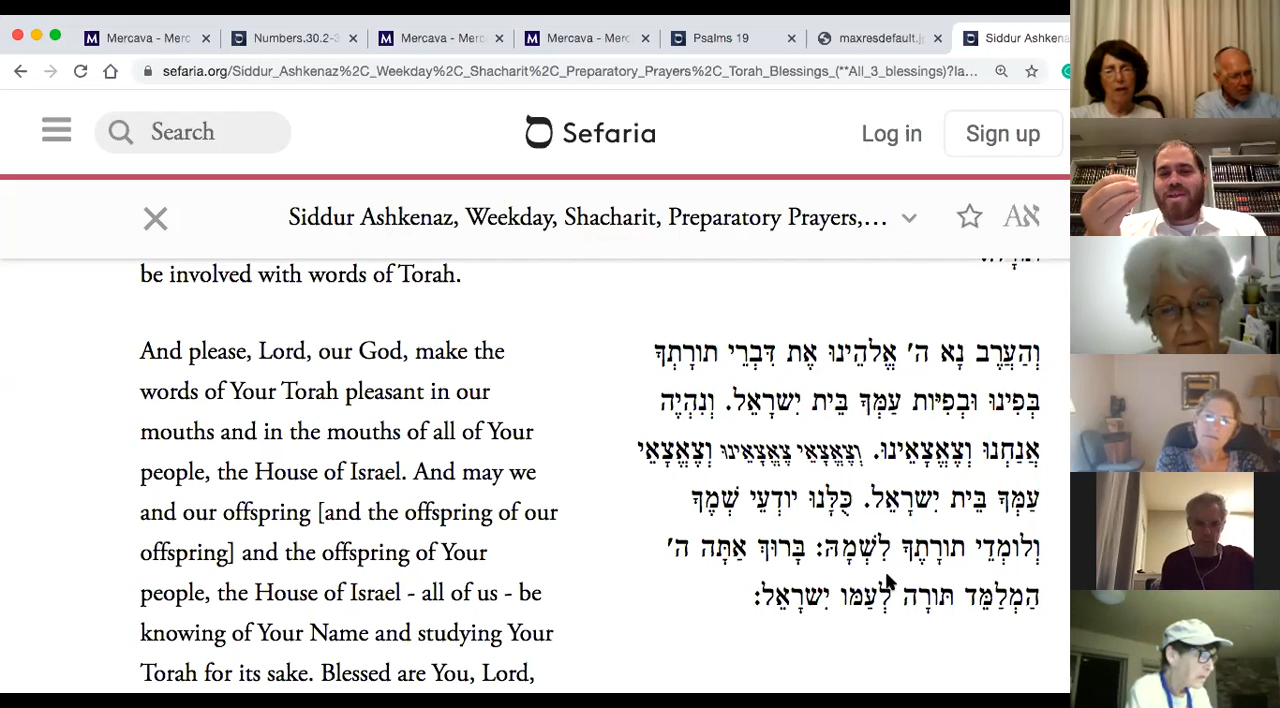 Mercava - Merc
Numbers.30.2-3
Mercava - Merc
Mercava - Merc
Psalms 19
maxresdefault.j
Siddur Ashkena
sefaria.org/Siddur_Ashkenaz%2C_Weekday%2C_Shacharit%2C_Preparatory_Prayers%2C_Torah_Blessings_(**All_3_blessings)?la...
Search
Sefaria
Log in
Sign up
Siddur Ashkenaz, Weekday, Shacharit, Preparatory Prayers,...
אA
be involved with words of Torah.
And please, Lord, our God, make the
words of Your Torah pleasant in our
mouths and in the mouths of all of Your
people, the House of Israel. And may we
and our offspring [and the offspring of our
offspring] and the offspring of Your
people, the House of Israel - all of us - be
knowing of Your Name and studying Your
Torah for its sake. Blessed are You, Lord,
וְהַעֲרֶב נָא ה' אֱלֹהֵינוּ אֶת דִּבְרֵי תוֹרָתְךָ
בְּפִינוּ וּבְפִיּוֹת עַמְּךָ בֵּית יִשְׂרָאֵל. וְנִהְיֶה
אֲנַחְנוּ וְצֶאֱצָאֵינוּ. וְצֶאֱצָאֵי צֶאֱצָאֵינוּ וְצֶאֱצָאֵי
עַמְּךָ בֵּית יִשְׂרָאֵל. כֻּלָּנוּ יוֹדְעֵי שְׁמֶךָ
וְלוֹמְדֵי תוֹרָתֶךָ לִשְׁמָהּ: בָּרוּךְ אַתָּה ה'
הַמְלַמֵּד תּוֹרָה לְעַמּוֹ יִשְׂרָאֵל: